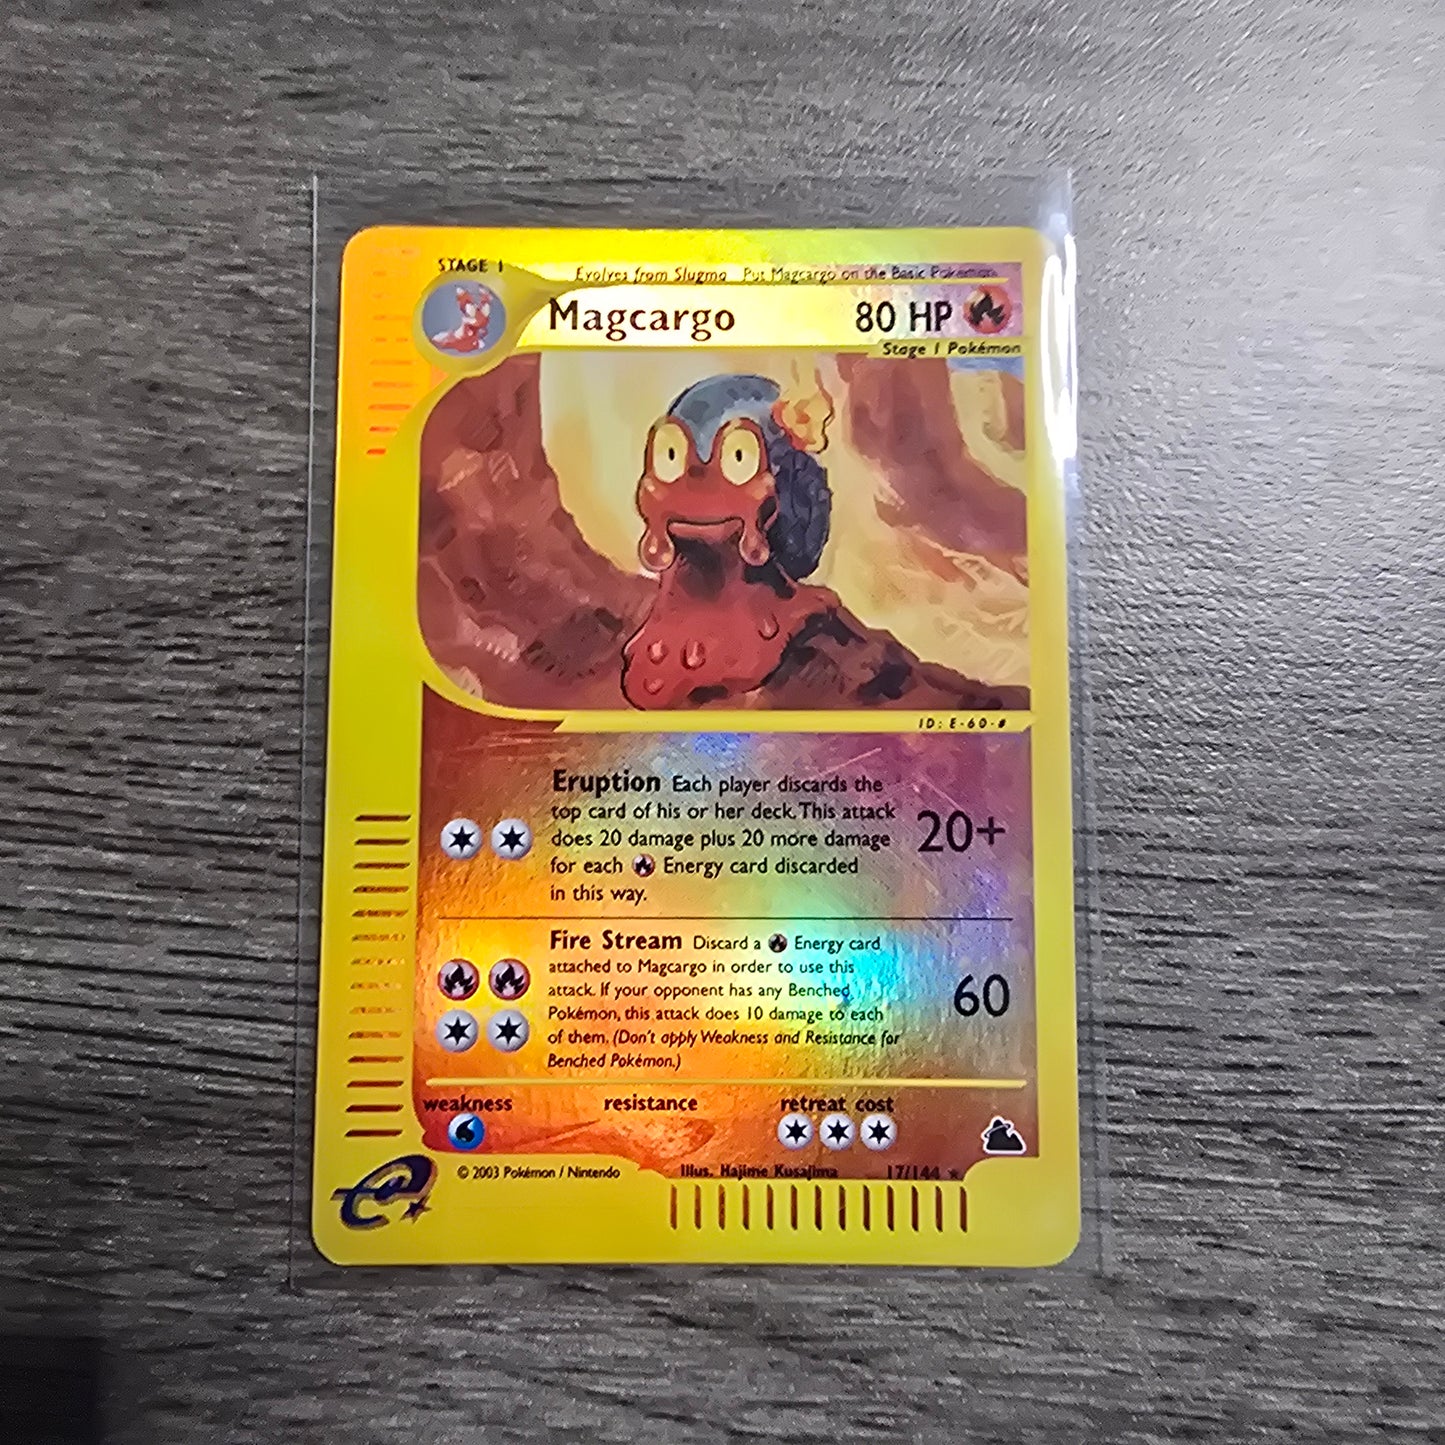 STAGE 1
Evolves from Slugma Put Magcargo on the Basic Pokémon
Magcargo 80 HP
Stage 1 Pokémon
ID: E-60-#
Eruption Each player discards the
top card of his or her deck. This attack
does 20 damage plus 20 more damage
for each Energy card discarded
in this way.
20+
Fire Stream Discard a Energy card
attached to Magcargo in order to use this
attack. If your opponent has any Benched
Pokémon, this attack does 10 damage to each
of them. (Don't apply Weakness and Resistance for
Benched Pokémon.)
60
weakness resistance retreat cost
© 2003 Pokémon / Nintendo Illus. Hajime Kusajima 17/144 ★
e